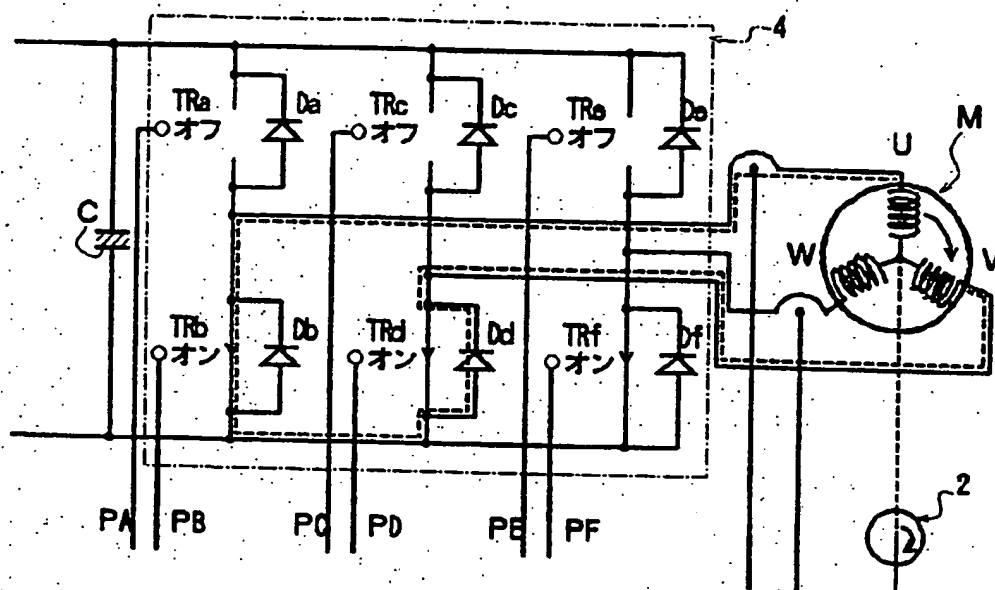 4
TRa オフ Da
TRc オフ Dc
TRe オフ De
M
U
C
W
V
TRb オン Db
TRd オン Dd
TRf オン Df
2
PA PB PC PD PE PF